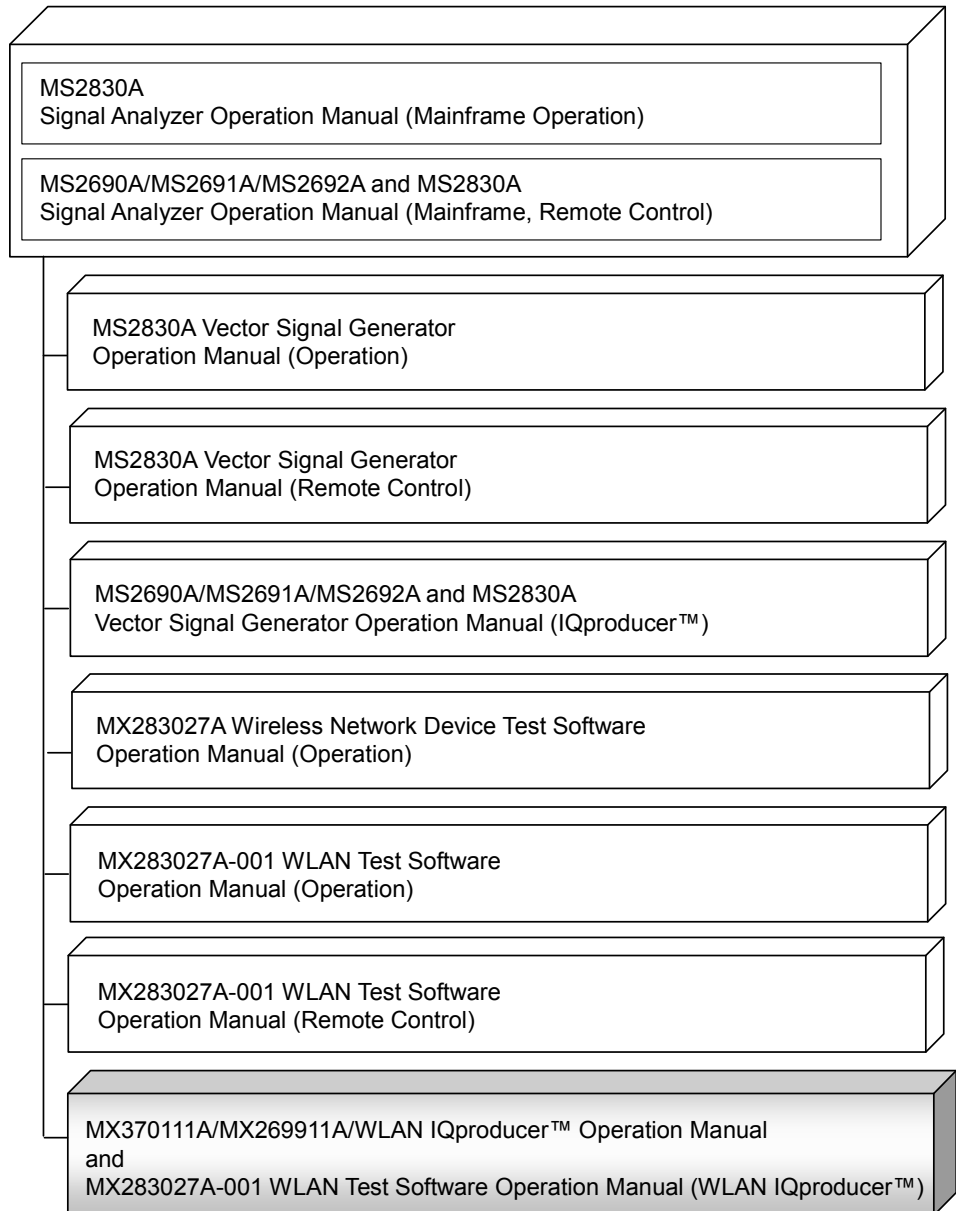 MS2830A
Signal Analyzer Operation Manual (Mainframe Operation)
MS2690A/MS2691A/MS2692A and MS2830A
Signal Analyzer Operation Manual (Mainframe, Remote Control)
MS2830A Vector Signal Generator
Operation Manual (Operation)
MS2830A Vector Signal Generator
Operation Manual (Remote Control)
MS2690A/MS2691A/MS2692A and MS2830A
Vector Signal Generator Operation Manual (IQproducer™)
MX283027A Wireless Network Device Test Software
Operation Manual (Operation)
MX283027A-001 WLAN Test Software
Operation Manual (Operation)
MX283027A-001 WLAN Test Software
Operation Manual (Remote Control)
MX370111A/MX269911A/WLAN IQproducer™ Operation Manual
and
MX283027A-001 WLAN Test Software Operation Manual (WLAN IQproducer™)